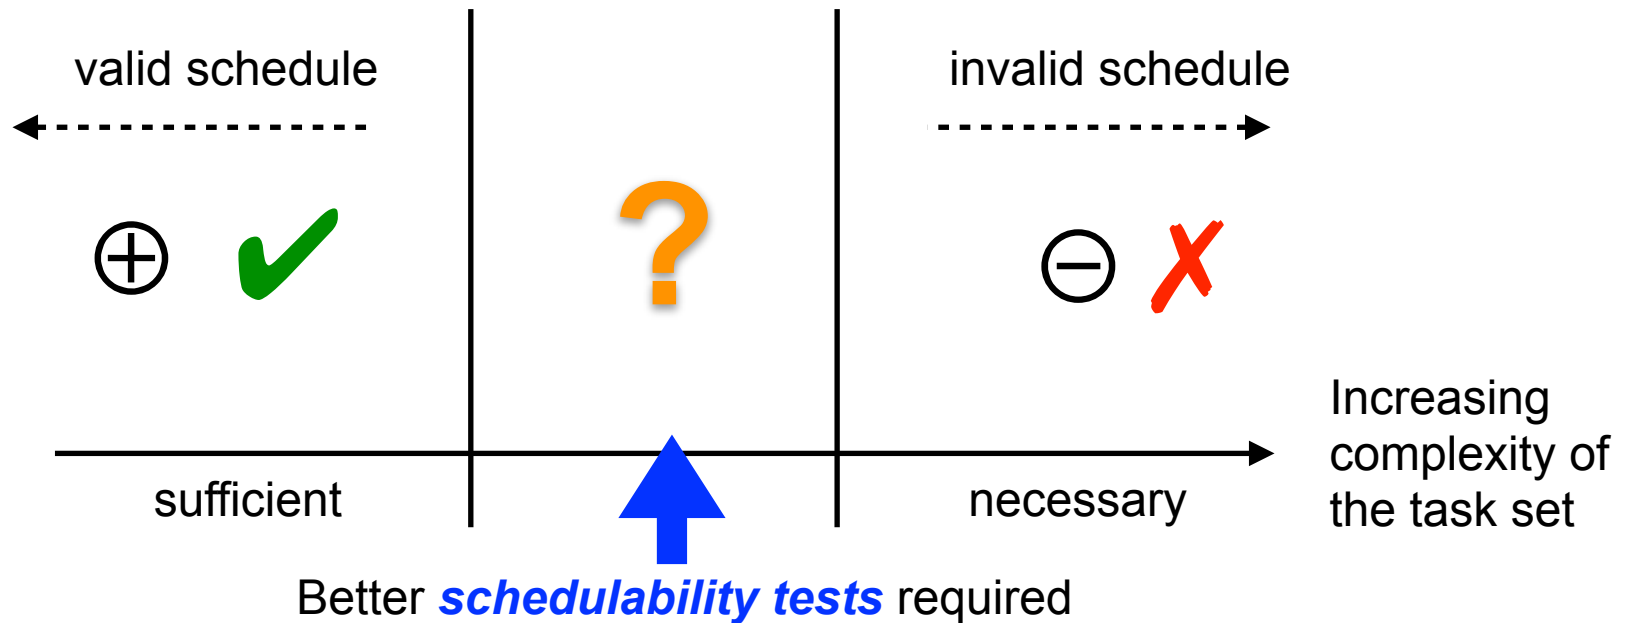 valid schedule
invalid schedule
?
Increasing
complexity of
the task set
sufficient
necessary
Better schedulability tests required